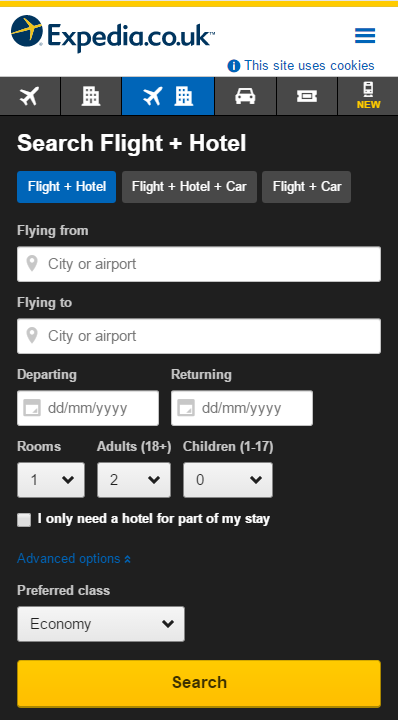 Expedia.co.uk™
This site uses cookies
NEW
Search Flight + Hotel
Flight + Hotel Flight + Hotel + Car Flight + Car
Flying from
City or airport
Flying to
City or airport
Departing Returning
dd/mm/yyyy dd/mm/yyyy
Rooms Adults (18+) Children (1-17)
1 2 0
I only need a hotel for part of my stay
Advanced options
Preferred class
Economy
Search